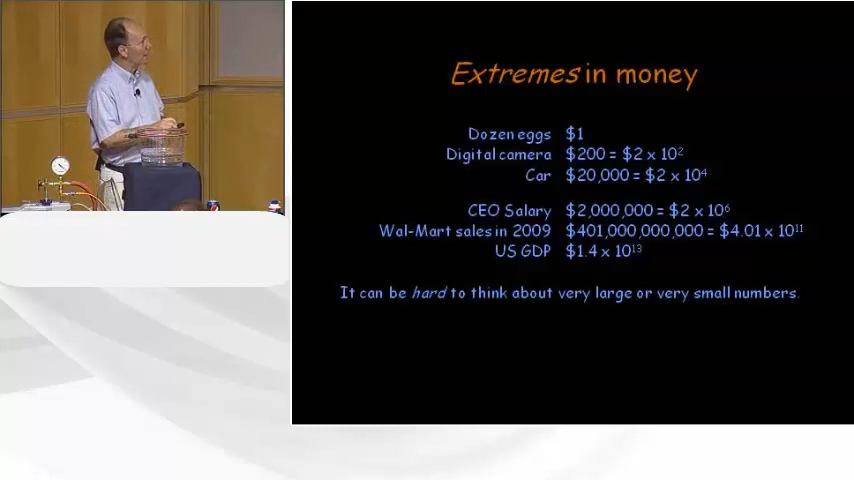 Extremes in money
Dozen eggs $1
Digital camera $200 = $2 x 10²
Car $20,000 = $2 x 10⁴
CEO Salary $2,000,000 = $2 x 10⁶
Wal-Mart sales in 2009 $401,000,000,000 = $4.01 x 10¹¹
US GDP $1.4 x 10¹³
It can be hard to think about very large or very small numbers.